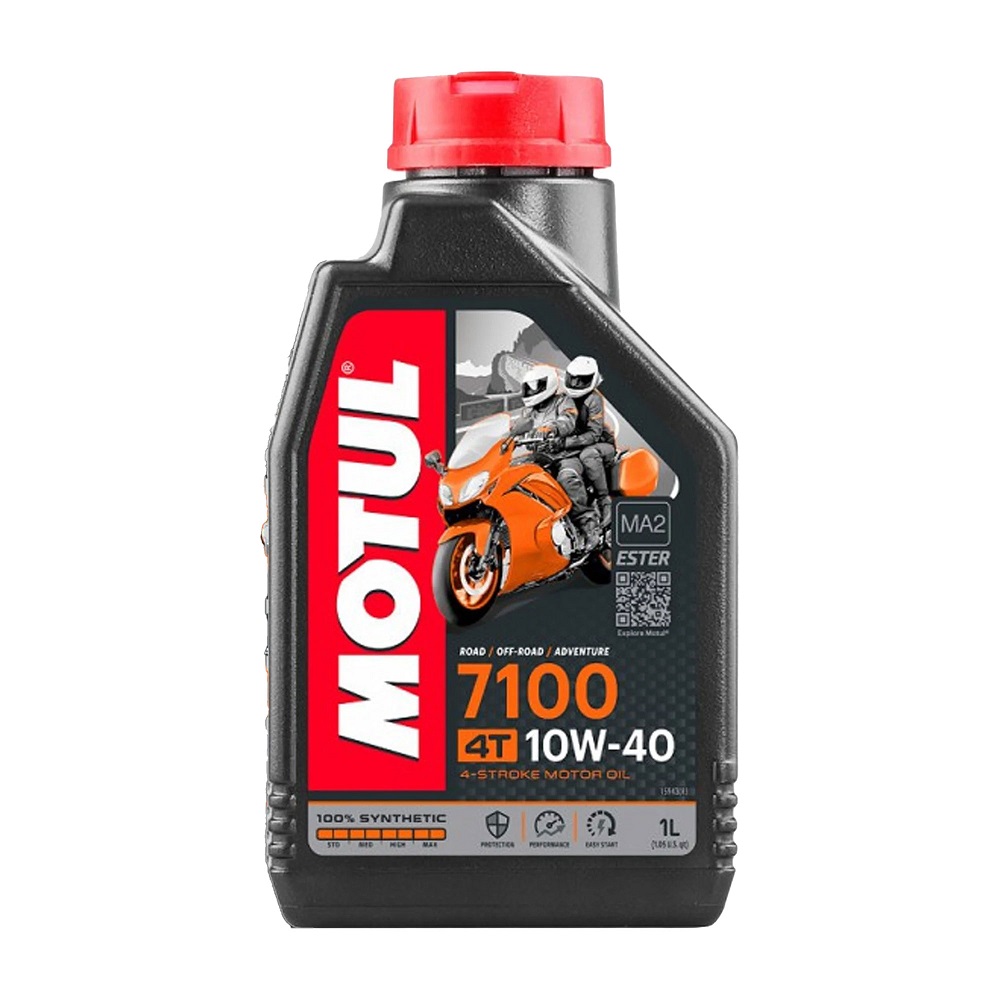 MOTUL®
MA2
ESTER
Explore Motul®
ROAD / OFF-ROAD / ADVENTURE
7100
4T 10W-40
4-STROKE MOTOR OIL
100% SYNTHETIC
STD MED HIGH MAX
PROTECTION PERFORMANCE EASY START
1L
(1.05 U.S. qt)